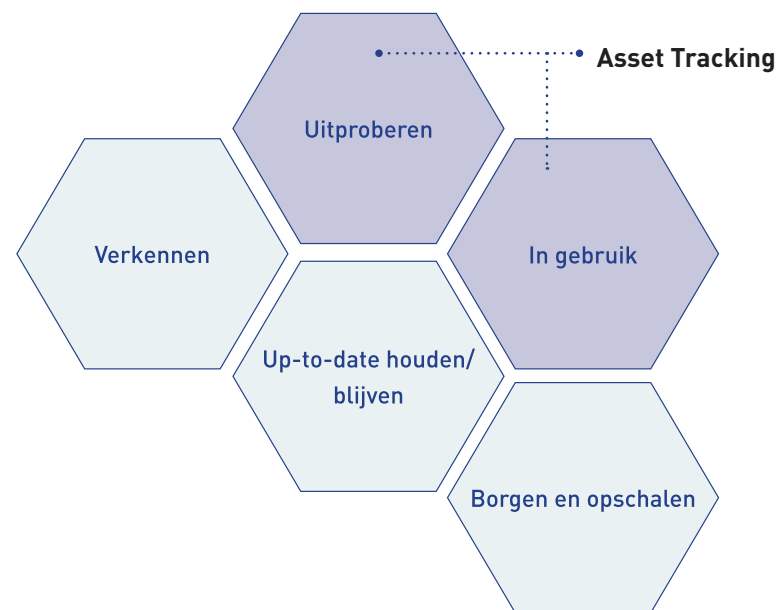 Asset Tracking
Uitproberen
Verkennen
In gebruik
Up-to-date houden/
blijven
Borgen en opschalen